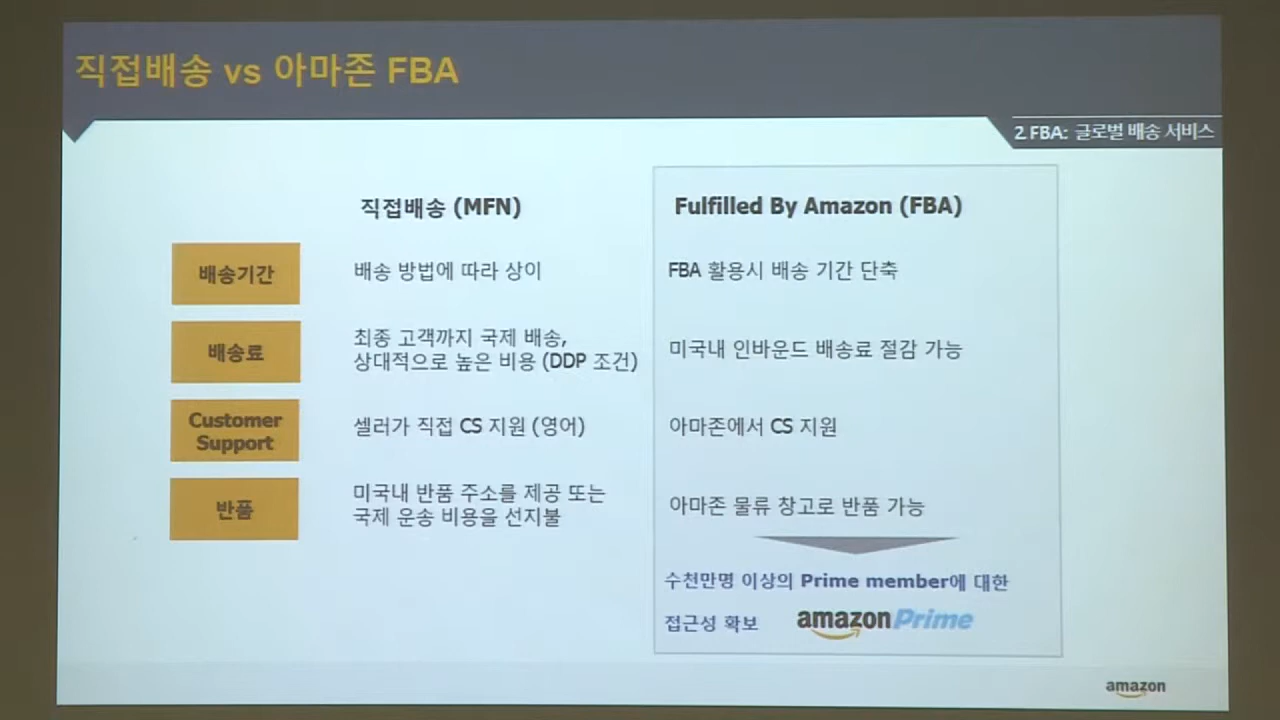 직접배송 vs 아마존 FBA
2. FBA: 글로벌 배송 서비스
직접배송 (MFN)
Fulfilled By Amazon (FBA)
배송기간
배송 방법에 따라 상이
FBA 활용시 배송 기간 단축
배송료
최종 고객까지 국제 배송,
상대적으로 높은 비용 (DDP 조건)
미국내 인바운드 배송료 절감 가능
Customer
Support
셀러가 직접 CS 지원 (영어)
아마존에서 CS 지원
반품
미국내 반품 주소를 제공 또는
국제 운송 비용을 선지불
아마존 물류 창고로 반품 가능
수천만명 이상의 Prime member에 대한
접근성 확보
amazonPrime
amazon